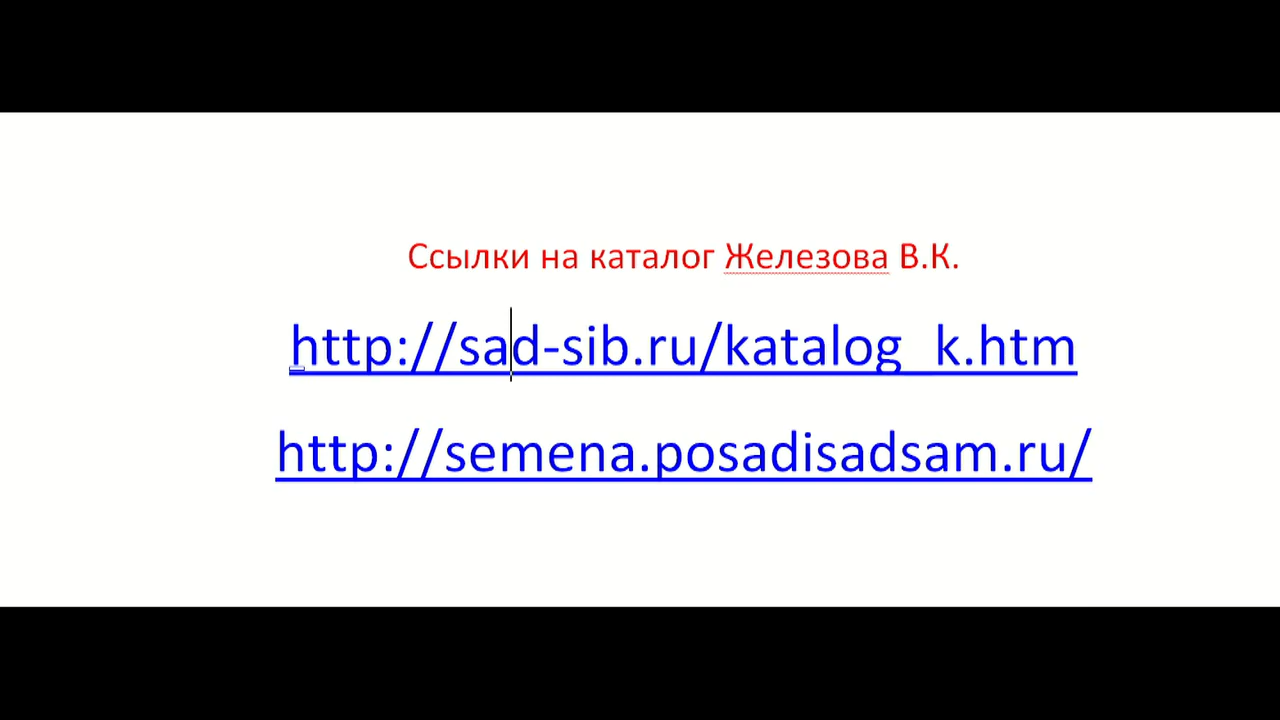 Ссылки на каталог Железова В.К.
http://sad-sib.ru/katalog_k.htm
http://semena.posadisadsam.ru/